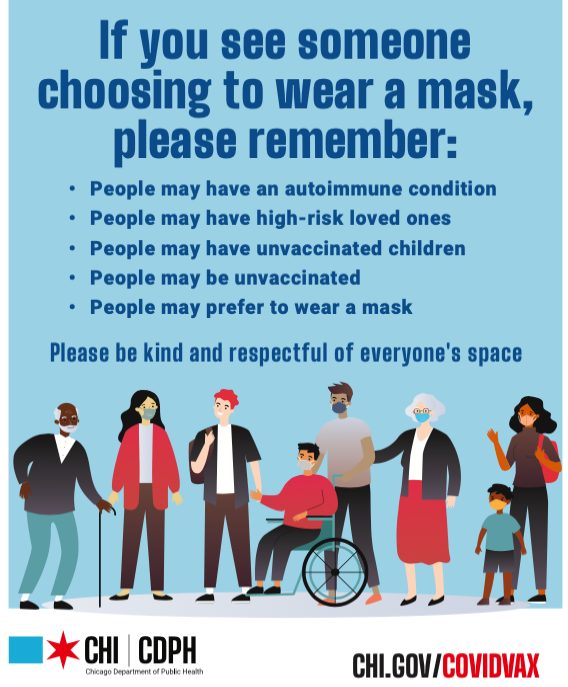 If you see someone
choosing to wear a mask,
please remember:
• People may have an autoimmune condition
• People may have high-risk loved ones
• People may have unvaccinated children
• People may be unvaccinated
• People may prefer to wear a mask
Please be kind and respectful of everyone's space
CHI | CDPH
Chicago Department of Public Health
CHI.GOV/COVIDVAX